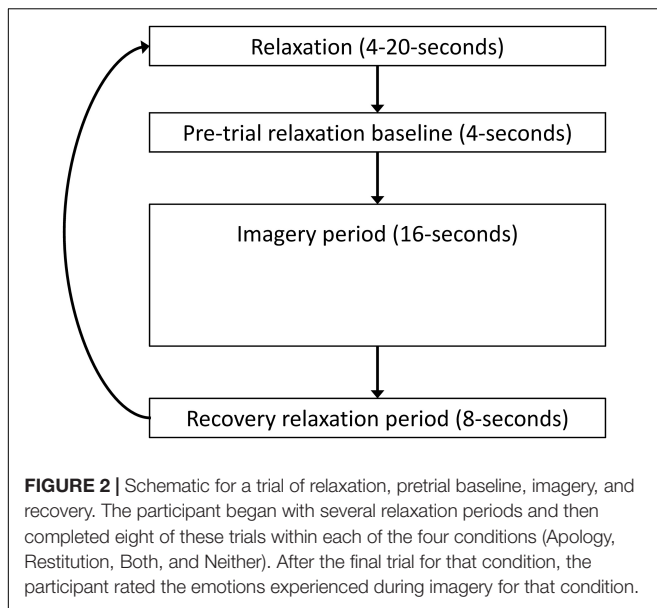 Relaxation (4-20-seconds)
Pre-trial relaxation baseline (4-seconds)
Imagery period (16-seconds)
Recovery relaxation period (8-seconds)
FIGURE 2 | Schematic for a trial of relaxation, pretrial baseline, imagery, and
recovery. The participant began with several relaxation periods and then
completed eight of these trials within each of the four conditions (Apology,
Restitution, Both, and Neither). After the final trial for that condition, the
participant rated the emotions experienced during imagery for that condition.